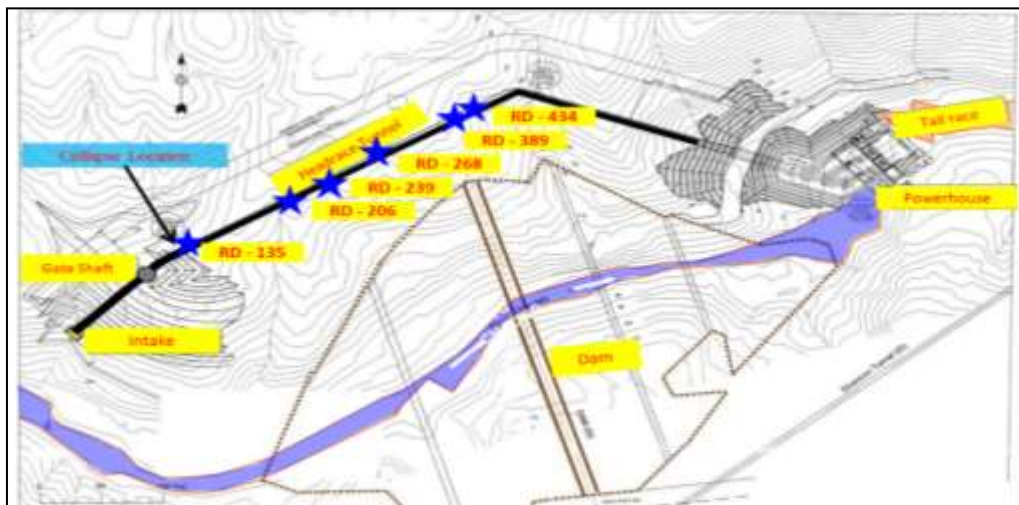 RD - 434
Tail race
Headrace Tunnel
RD - 389
Collapse Location
RD - 268
RD - 239
Powerhouse
RD - 206
RD - 135
Gate Shaft
Intake
Dam